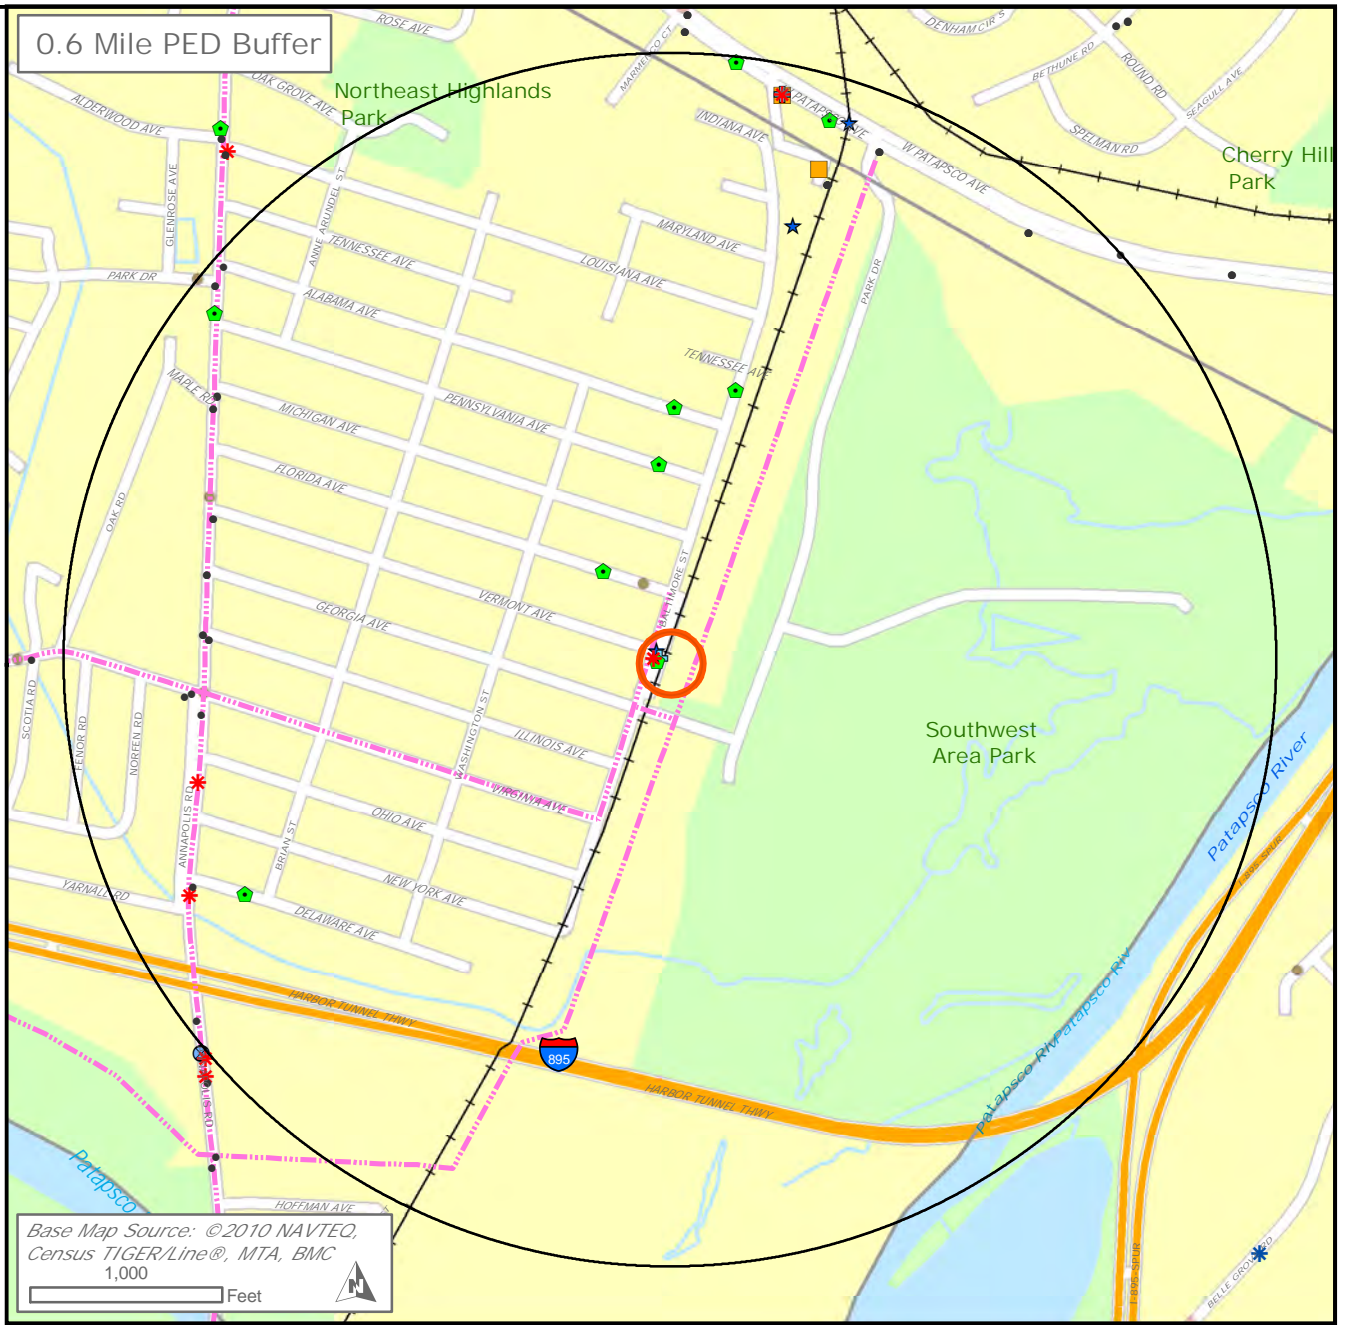 0.6 Mile PED Buffer
ROSE AVE
MARMENCO CT
DENHAM CIR S
BETHUNE RD
ROUND RD
SEAGULL AVE
SPELMAN RD
OAK GROVE AVE
Northeast Highlands
Park
ALDERWOOD AVE
INDIANA AVE
W PATAPSCO AVE
Cherry Hill
Park
GLENROSE AVE
ANNE ARUNDEL ST
TENNESSEE AVE
MARYLAND AVE
LOUISIANA AVE
PARK DR
PARK DR
ALABAMA AVE
TENNESSEE AVE
MAPLE RD
MICHIGAN AVE
PENNSYLVANIA AVE
FLORIDA AVE
OAK RD
BALTIMORE ST
VERMONT AVE
GEORGIA AVE
SCOTIA RD
FENOR RD
NORFEN RD
WASHINGTON ST
ILLINOIS AVE
Southwest
Area Park
Patapsco River
VIRGINIA AVE
OHIO AVE
ANNAPOLIS RD
BRIAN ST
I-895-SPUR
YARNALL RD
NEW YORK AVE
DELAWARE AVE
HARBOR TUNNEL THWY
895
HARBOR TUNNEL THWY
Patapsco Riv
Patapsco Riv
Patapsco
HOFFMAN AVE
I-895-SPUR
BELLE GROVE RD
Base Map Source: ©2010 NAVTEQ,
Census TIGER/Line®, MTA, BMC
1,000
Feet
N